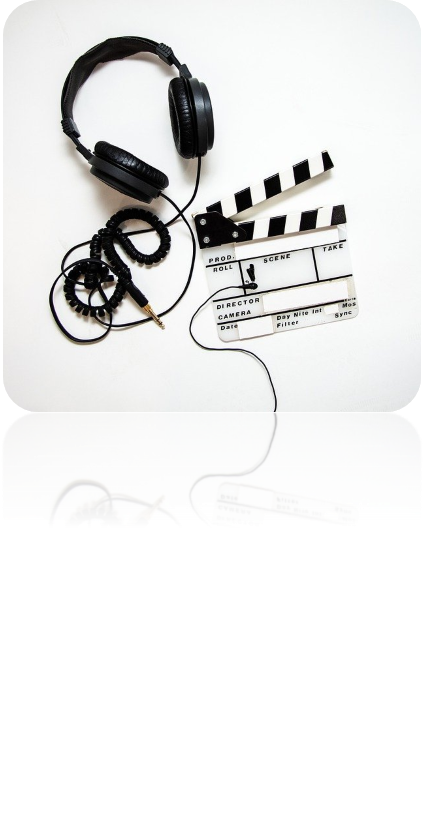 PROD.
ROLL
SCENE
TAKE
DIRECTOR
CAMERA
Date
Day Nite Int
Filter
Mos
Sync